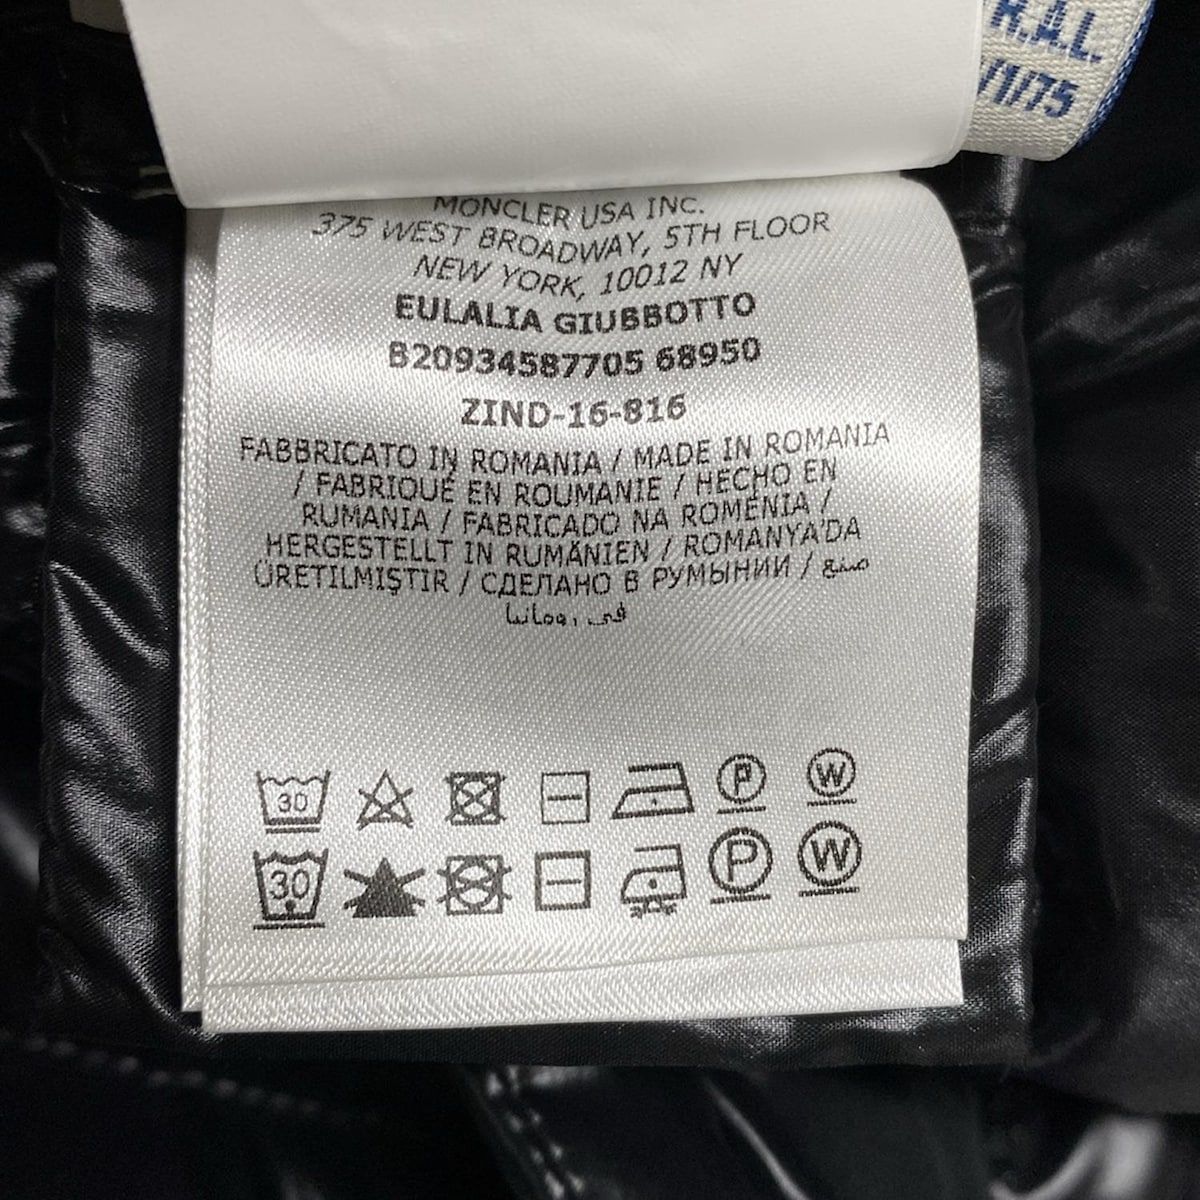 R.A.L.
/1/75
MONCLER USA INC.
375 WEST BROADWAY, 5TH FLOOR
NEW YORK, 10012 NY
EULALIA GIUBBOTTO
B20934587705 68950
ZIND-16-816
FABBRICATO IN ROMANIA / MADE IN ROMANIA
/ FABRIQUÉ EN ROUMANIE / HECHO EN
RUMANIA / FABRICADO NA ROMÉNIA /
HERGESTELLT IN RUMÄNIEN / ROMANYA'DA
ÜRETILMIŞTIR / СДЕЛАНО В РУМЫНИИ / صنع
في رومانيا
30 P W
30 P W